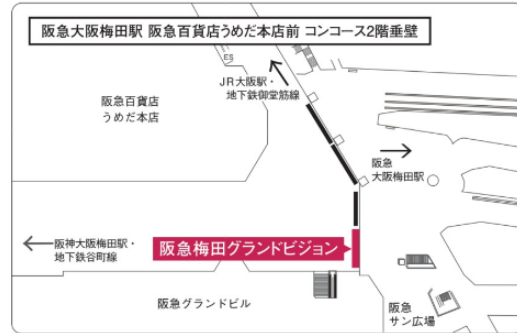 阪急大阪梅田駅 阪急百貨店うめだ本店前 コンコース2階垂壁
ES
JR大阪駅・
地下鉄御堂筋線
阪急百貨店
うめだ本店
阪急
大阪梅田駅
阪神大阪梅田駅・
地下鉄谷町線
阪急梅田グランドビジョン
阪急グランドビル
阪急
サン広場